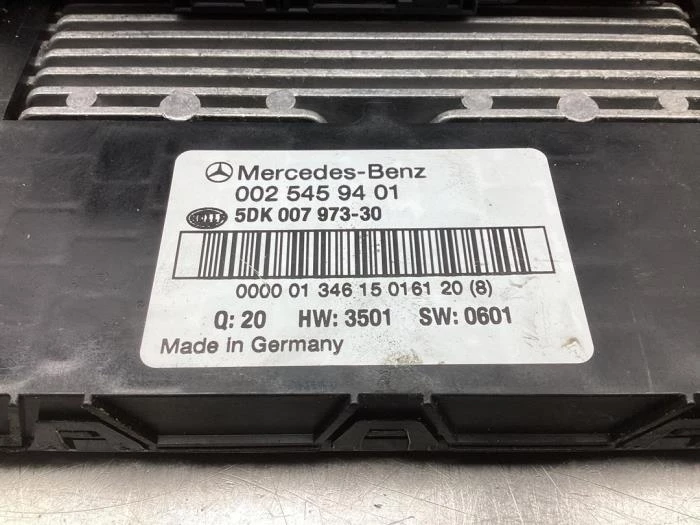 Mercedes-Benz
002 545 94 01
HELLA 5DK 007 973-30
0000 01 346 15 0161 20 (8)
Q: 20 HW: 3501 SW: 0601
Made in Germany